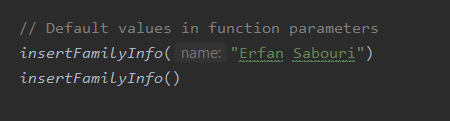 // Default values in function parameters
insertFamilyInfo( name: "Erfan Sabouri")
insertFamilyInfo()